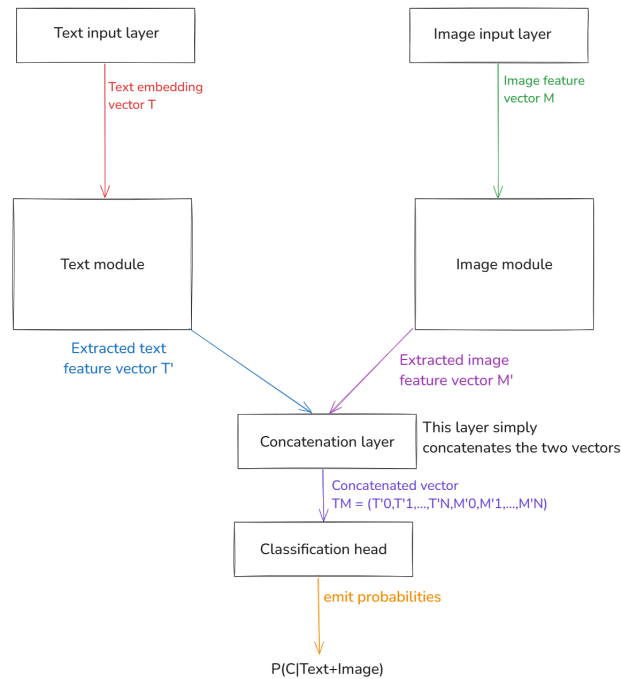 Text input layer
Image input layer
Text embedding
vector T
Image feature
vector M
Text module
Image module
Extracted text
feature vector T'
Extracted image
feature vector M'
Concatenation layer
This layer simply
concatenates the two vectors
Concatenated vector
TM = (T'0,T'1,...,T'N,M'0,M'1,...,M'N)
Classification head
emit probabilities
P(C|Text+Image)